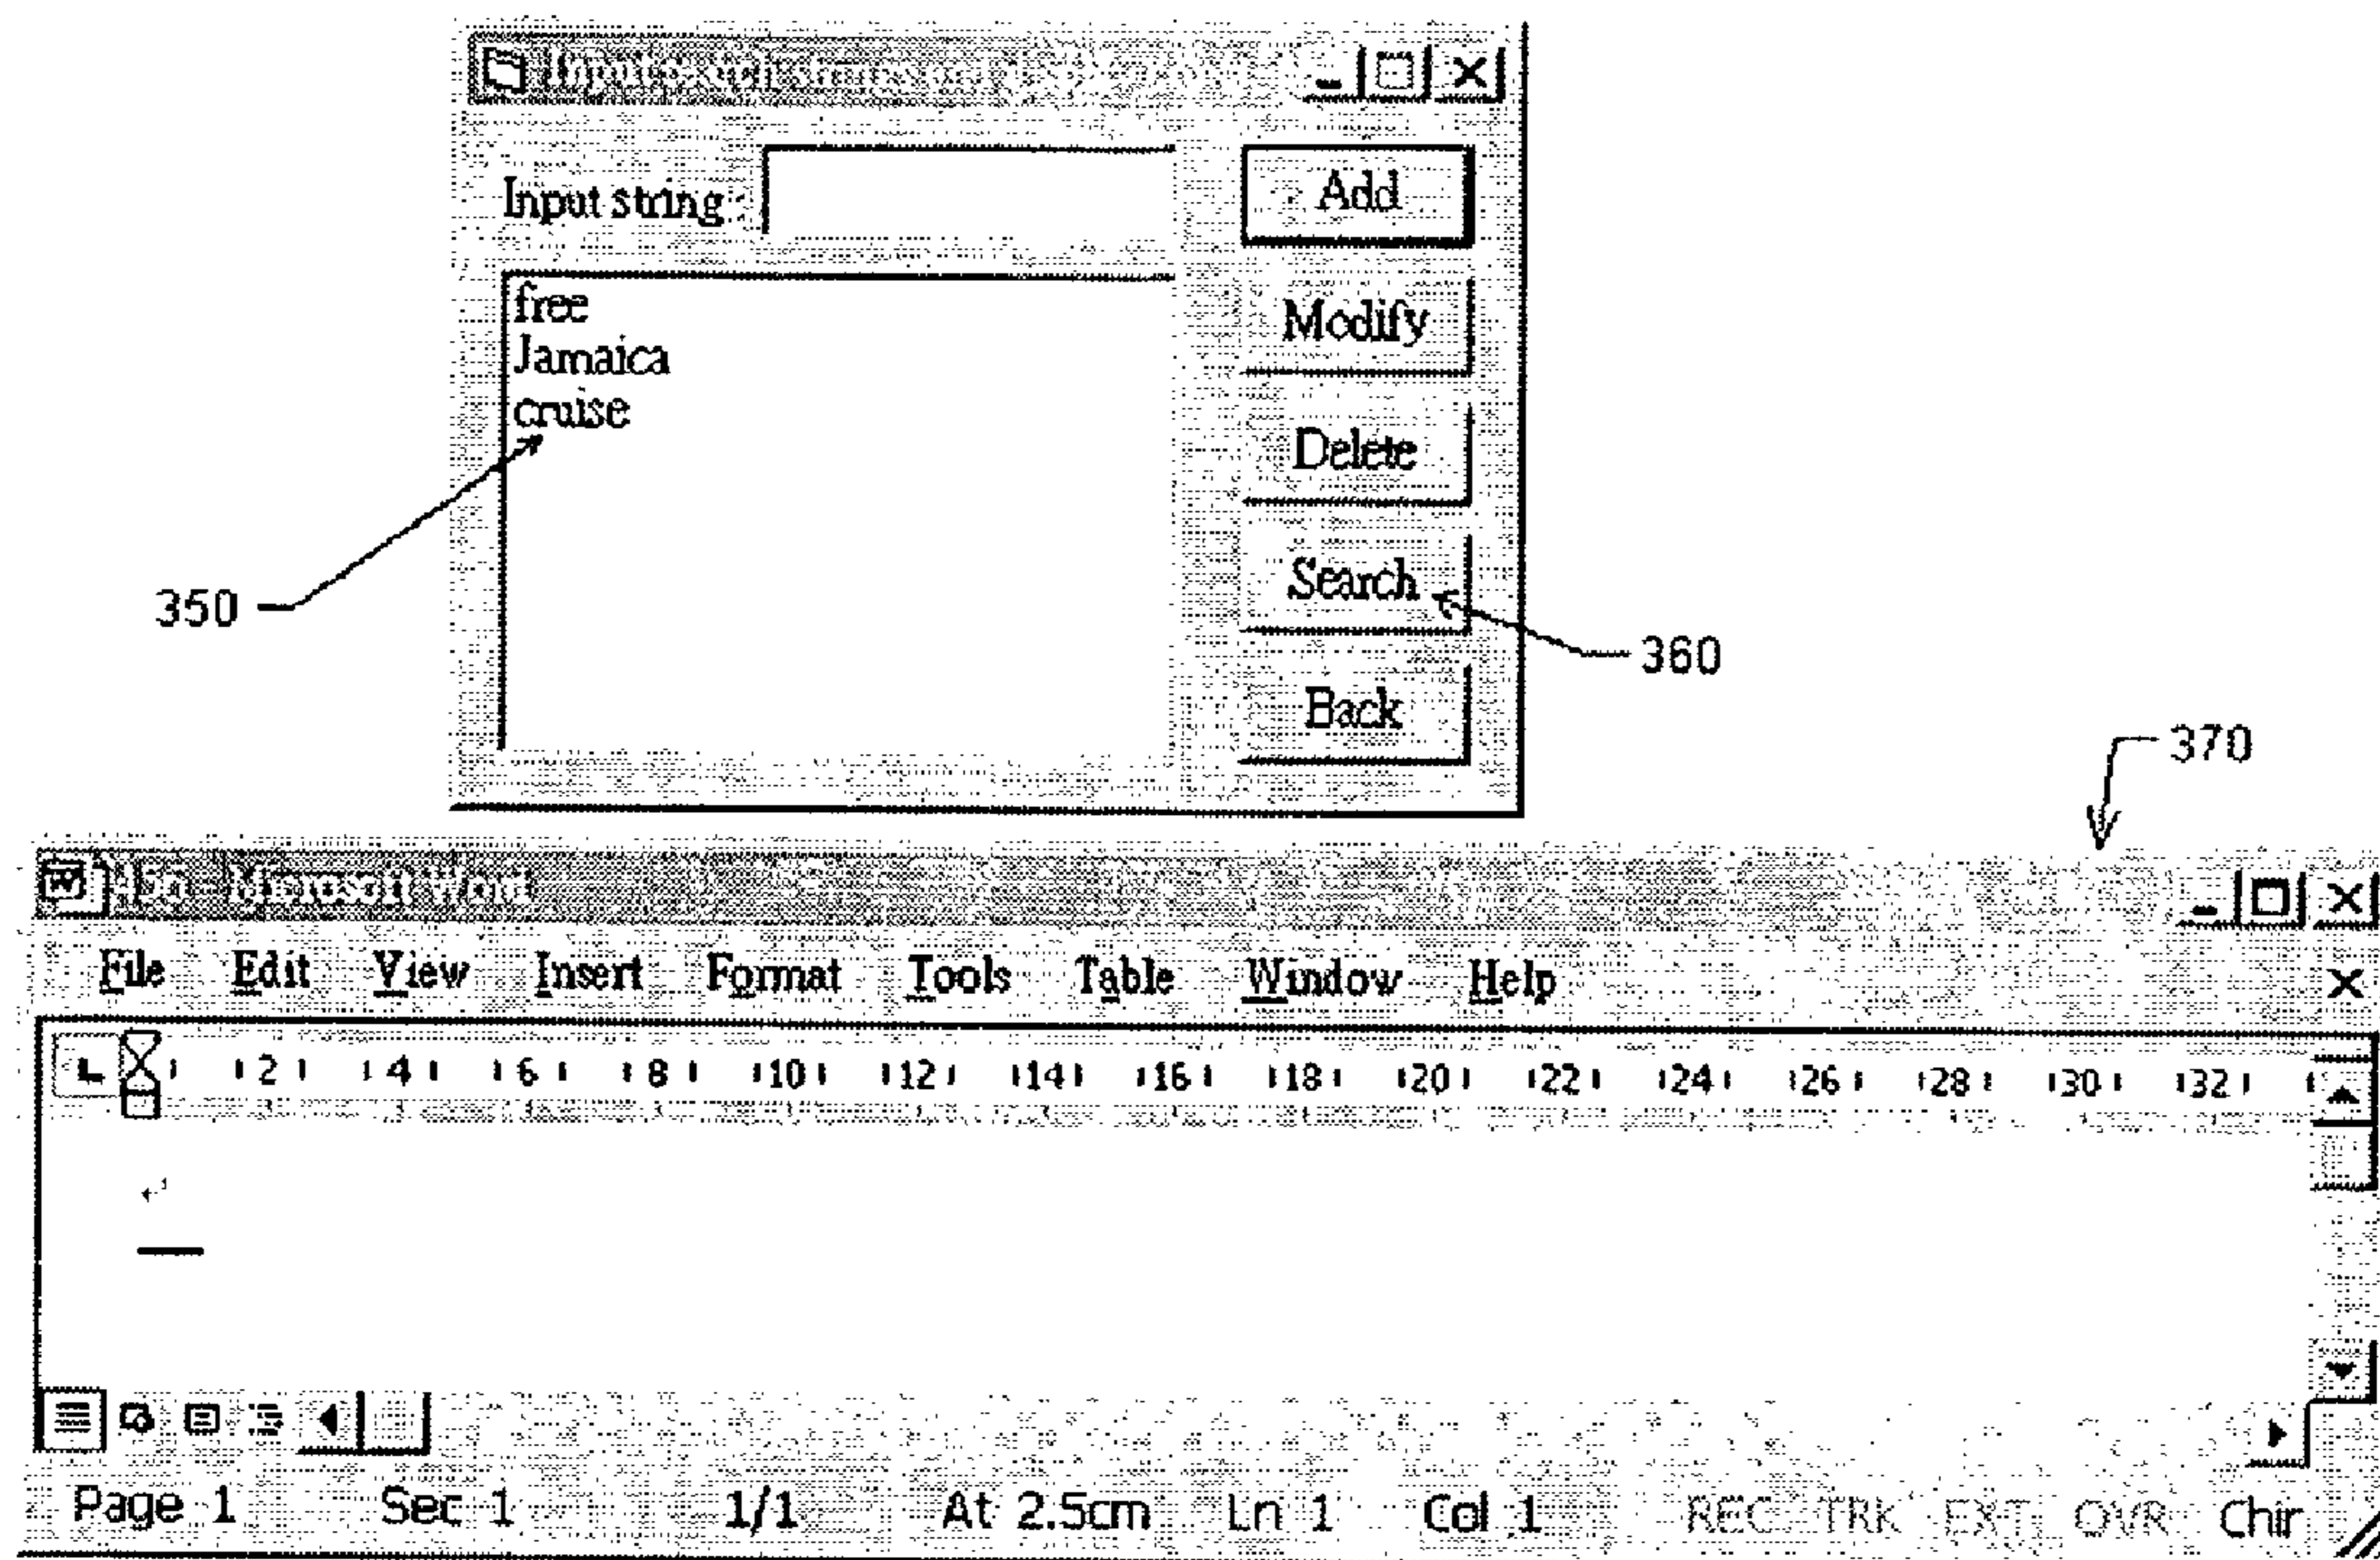 Input string
Add
free
Jamaica
cruise
Modify
Delete
Search
Back
350
360
370
Microsoft Word
File Edit View Insert Format Tools Table Window Help
2 4 6 8 10 12 14 16 18 20 22 24 26 28 30 32
Page 1 Sec 1 1/1 At 2.5cm Ln 1 Col 1 REC TRK EXT OVR Chir